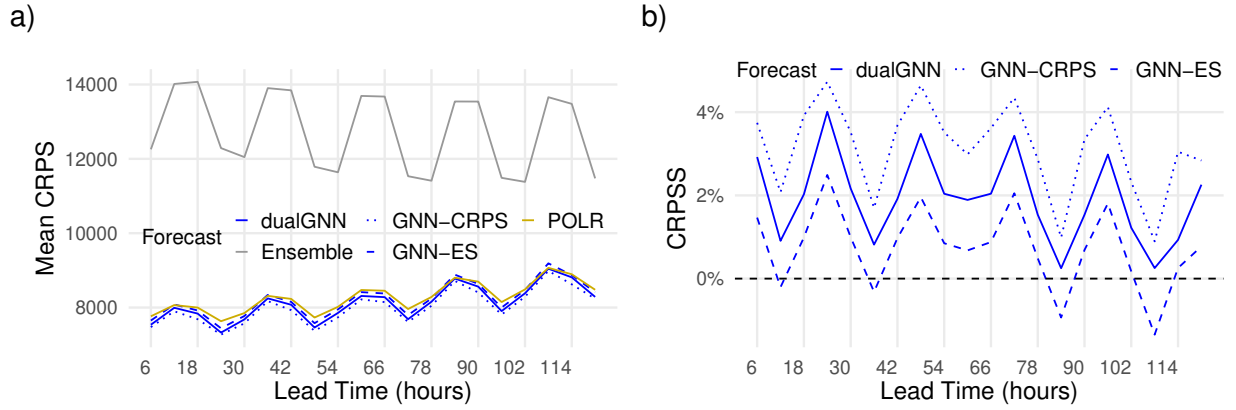 a)
14000
12000
10000
8000
Mean CRPS
Forecast
dualGNN
GNN−CRPS
POLR
Ensemble
GNN−ES
6 18 30 42 54 66 78 90 102 114
Lead Time (hours)
b)
Forecast dualGNN GNN−CRPS GNN−ES
4%
2%
0%
CRPSS
6 18 30 42 54 66 78 90 102 114
Lead Time (hours)